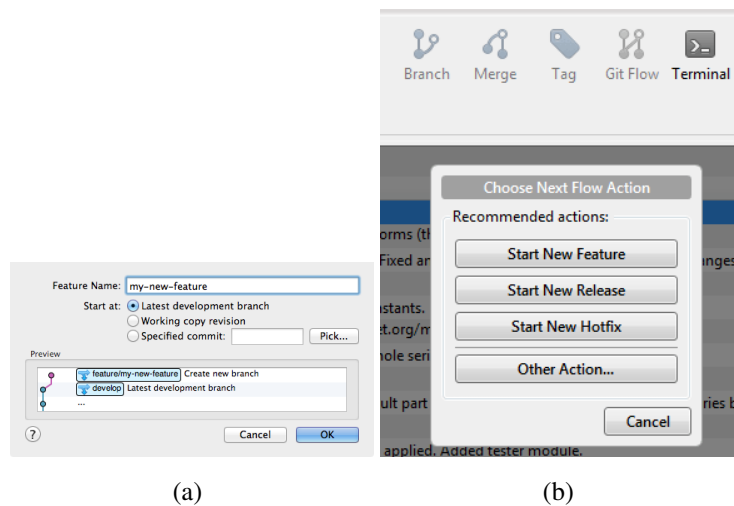 Feature Name: my-new-feature
Start at: Latest development branch
Working copy revision
Specified commit: Pick...
Preview
feature/my-new-feature Create new branch
develop Latest development branch
...
? Cancel OK
(a)
Branch Merge Tag Git Flow Terminal
Choose Next Flow Action
Recommended actions:
orms (th
Start New Feature
Fixed an
nges
Start New Release
nstants.
Start New Hotfix
et.org/m
nole seri
Other Action...
ult part
ries b
Cancel
applied. Added tester module.
(b)